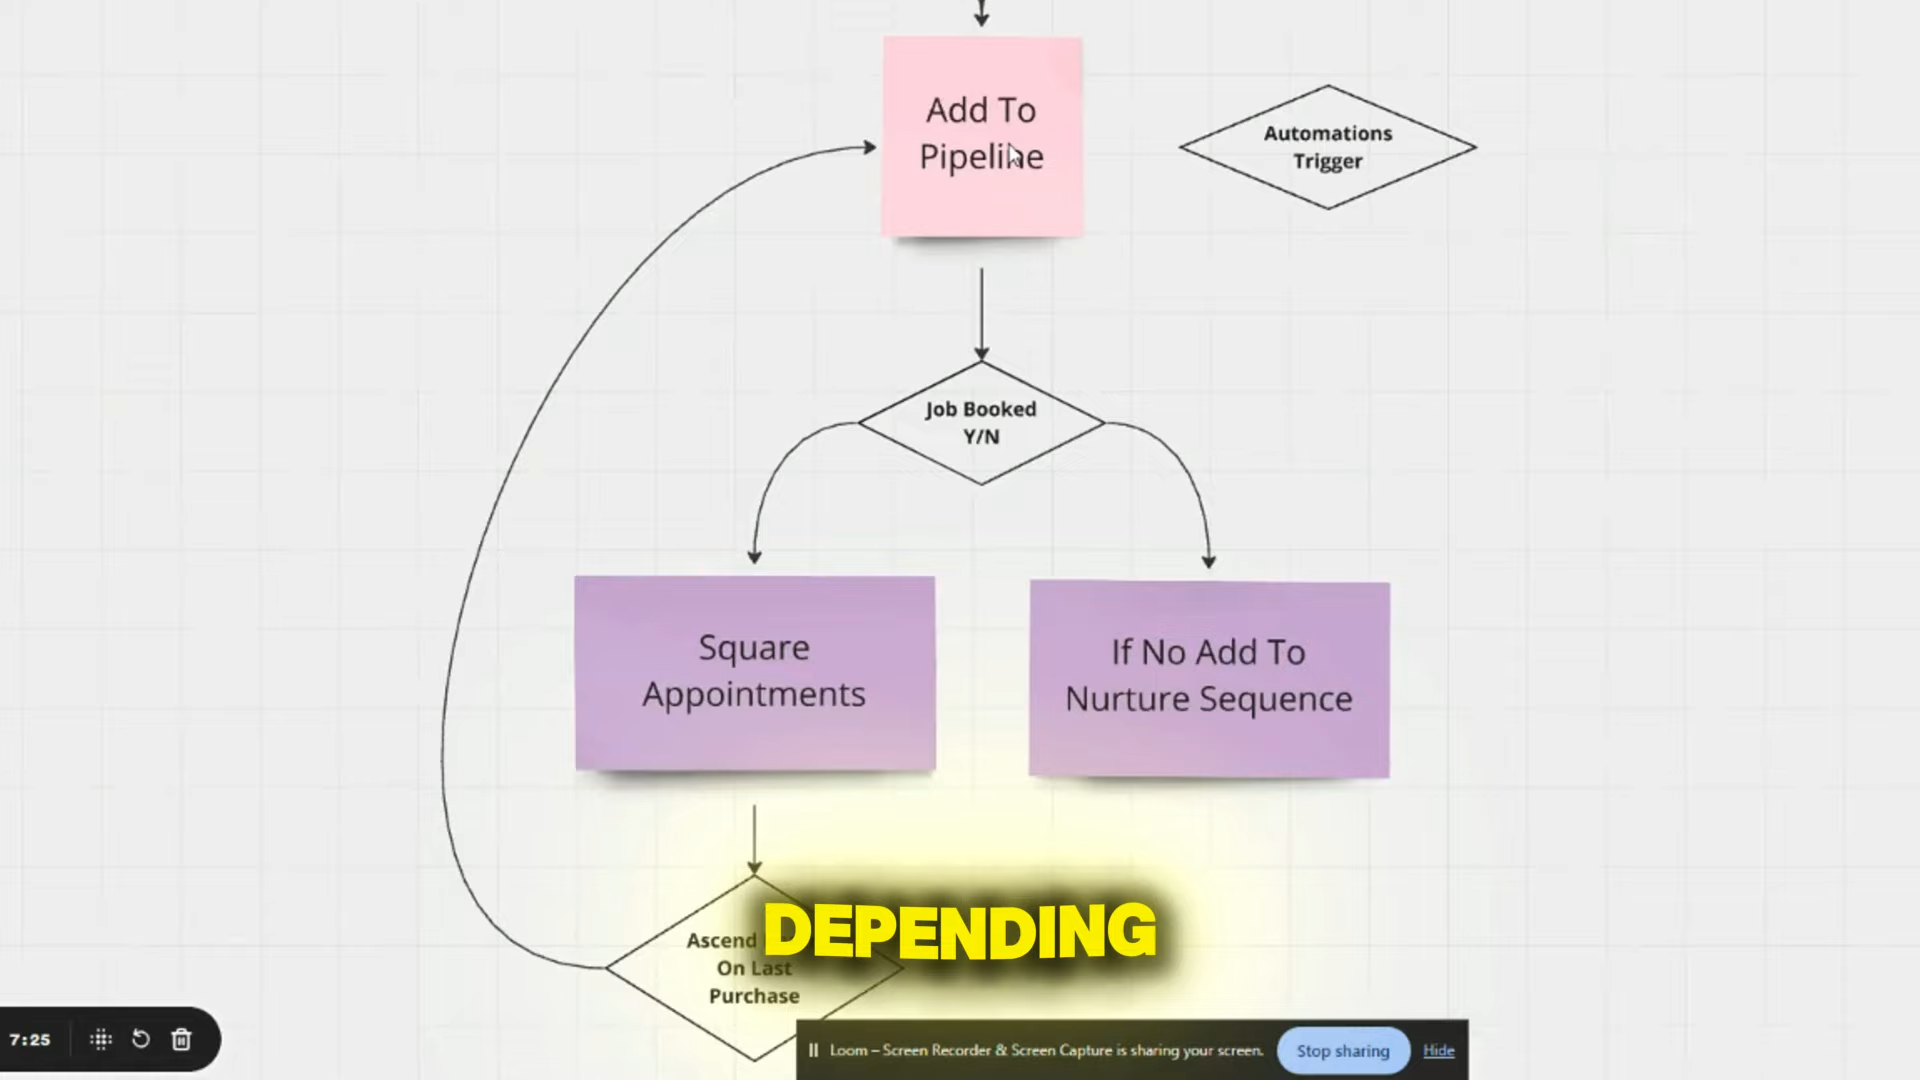 Add To
Pipeline
Automations
Trigger
Job Booked
Y/N
Square
Appointments
If No Add To
Nurture Sequence
Ascend
On Last
Purchase
DEPENDING
7:25
Loom – Screen Recorder & Screen Capture is sharing your screen.
Stop sharing
Hide